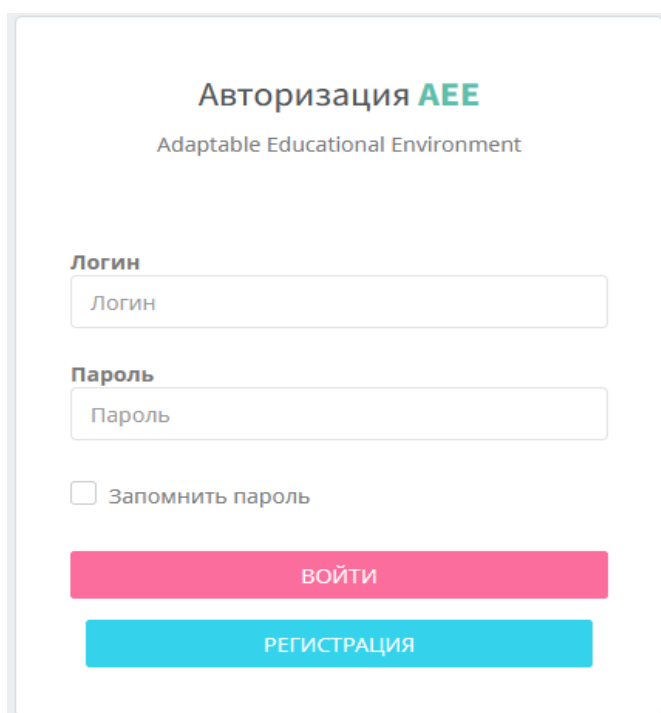 Авторизация AEE
Adaptable Educational Environment
Логин
Логин
Пароль
Пароль
Запомнить пароль
ВОЙТИ
РЕГИСТРАЦИЯ